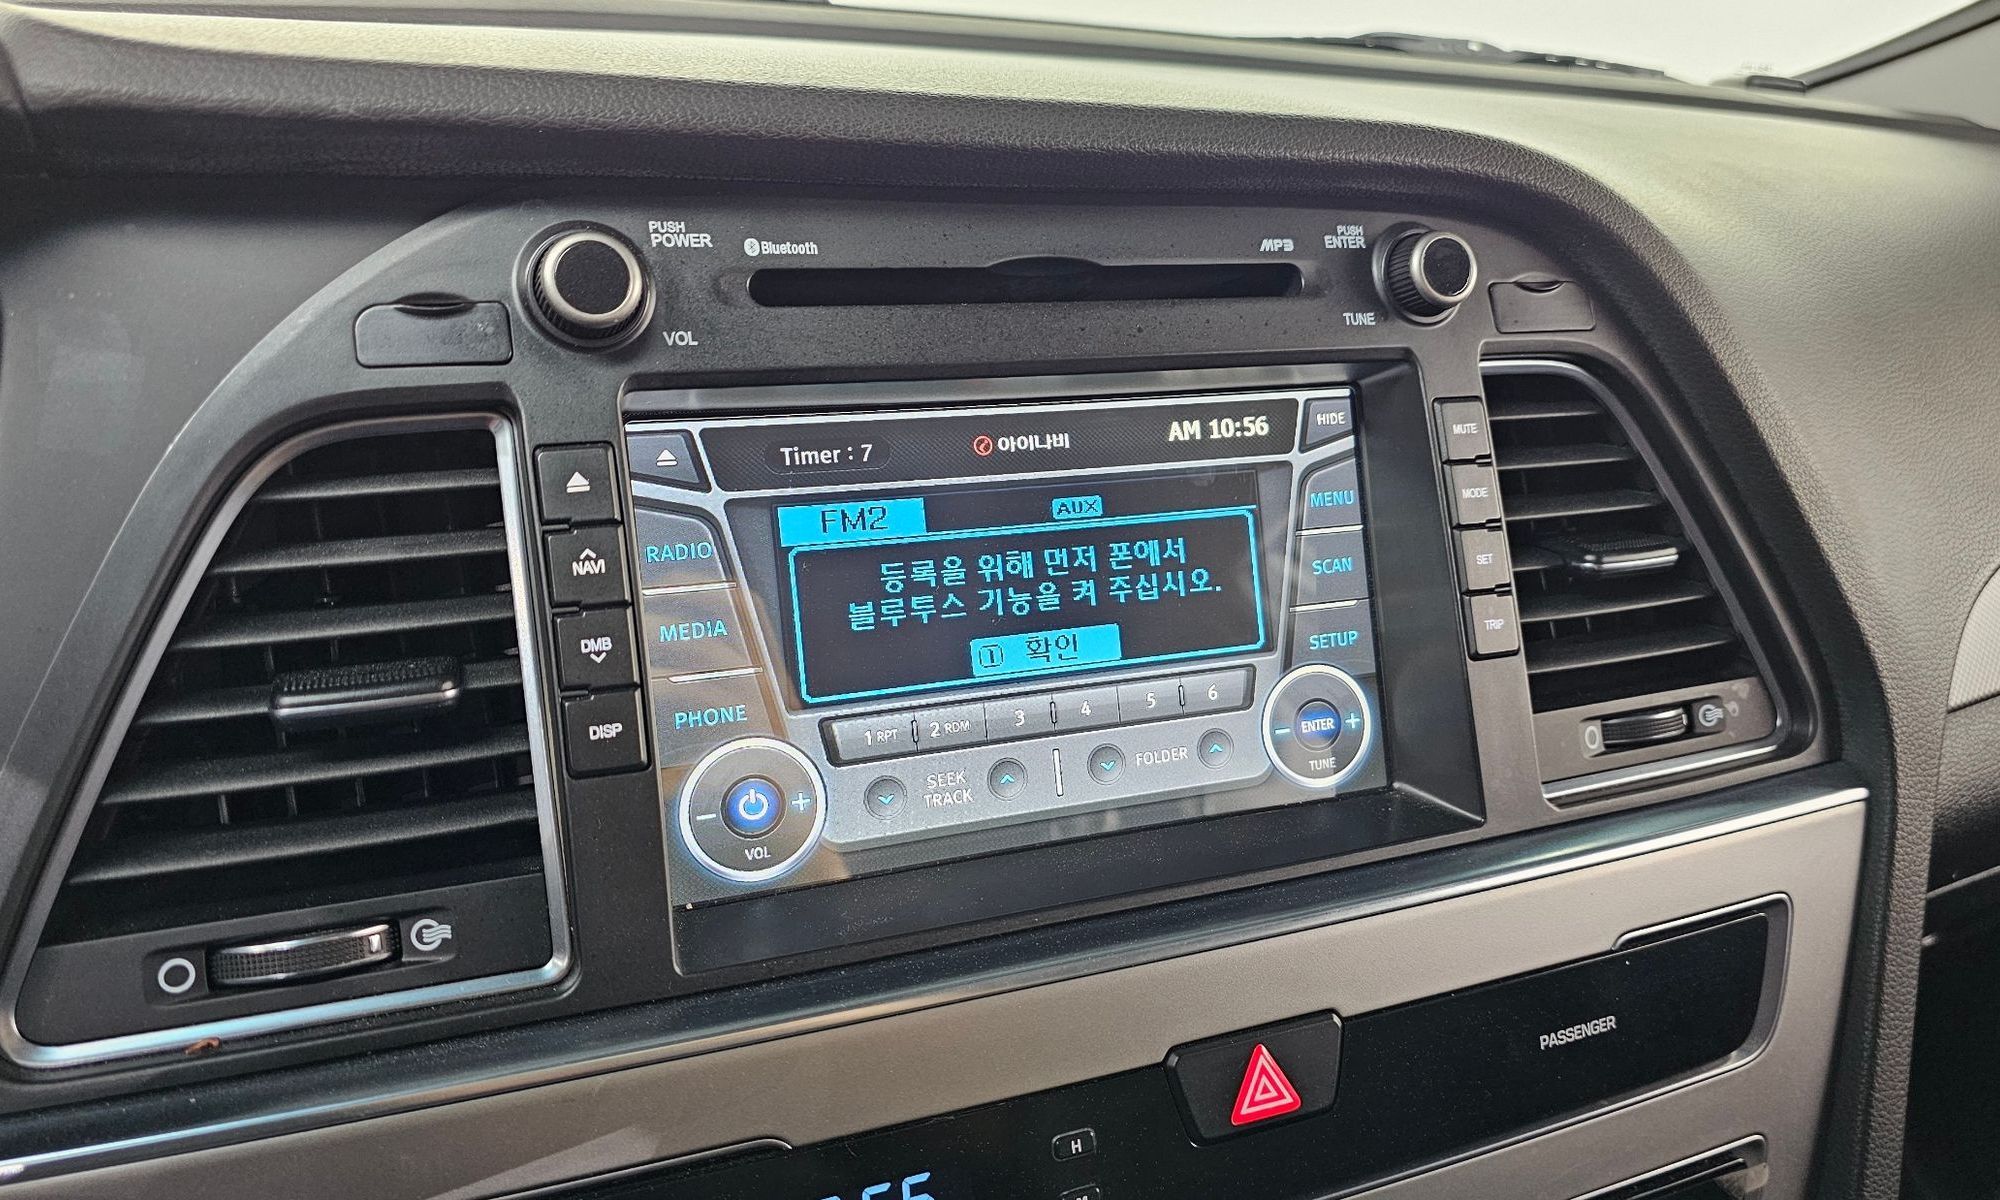 PUSH
POWER
Bluetooth
MP3
PUSH
ENTER
VOL
TUNE
Timer : 7
아이나비
AM 10:56
HIDE
MUTE
MODE
SET
TRIP
NAVI
DMB
DISP
RADIO
MEDIA
PHONE
FM2
AUX
등록을 위해 먼저 폰에서
블루투스 기능을 켜 주십시오.
① 확인
MENU
SCAN
SETUP
1 RPT
2 RDM
3
4
5
6
SEEK
TRACK
FOLDER
VOL
ENTER
TUNE
PASSENGER
H